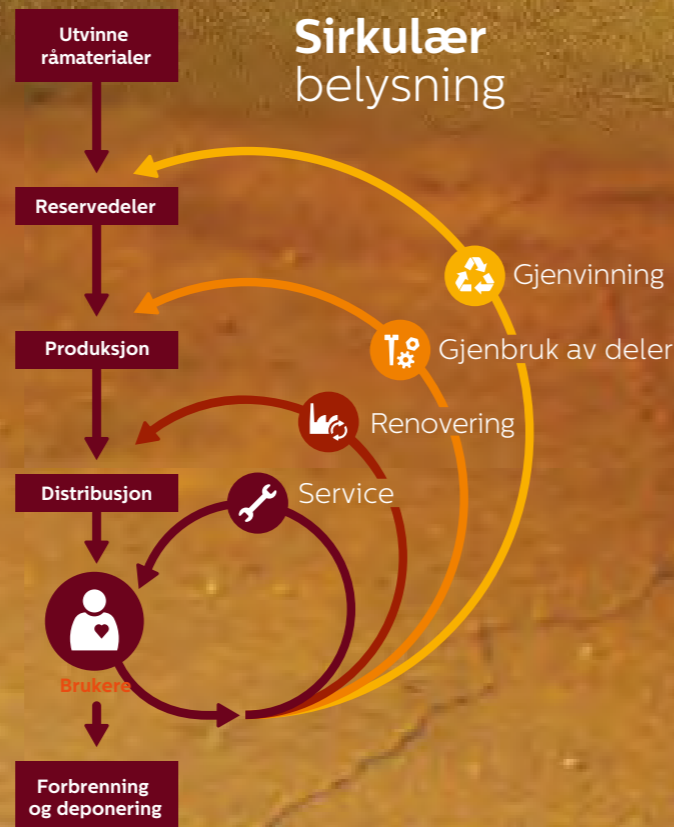 Sirkulær
belysning
Utvinne
råmaterialer
Reservedeler
Gjenvinning
Produksjon
Gjenbruk av deler
Renovering
Distribusjon
Service
Brukere
Forbrenning
og deponering